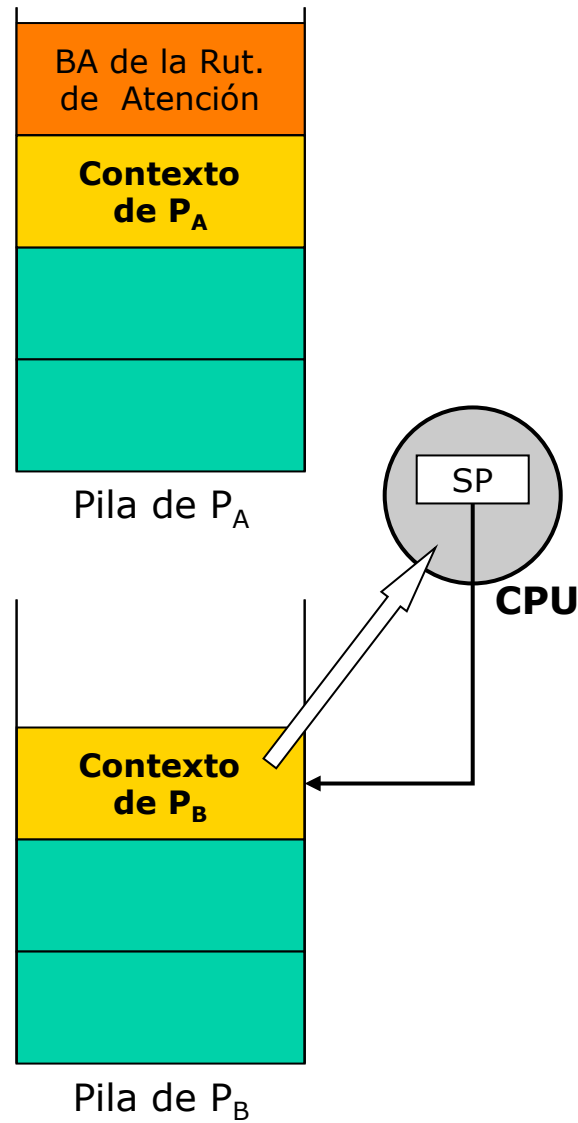 BA de la Rut.
de Atención
Contexto
de PA
Pila de PA
SP
CPU
Contexto
de PB
Pila de PB